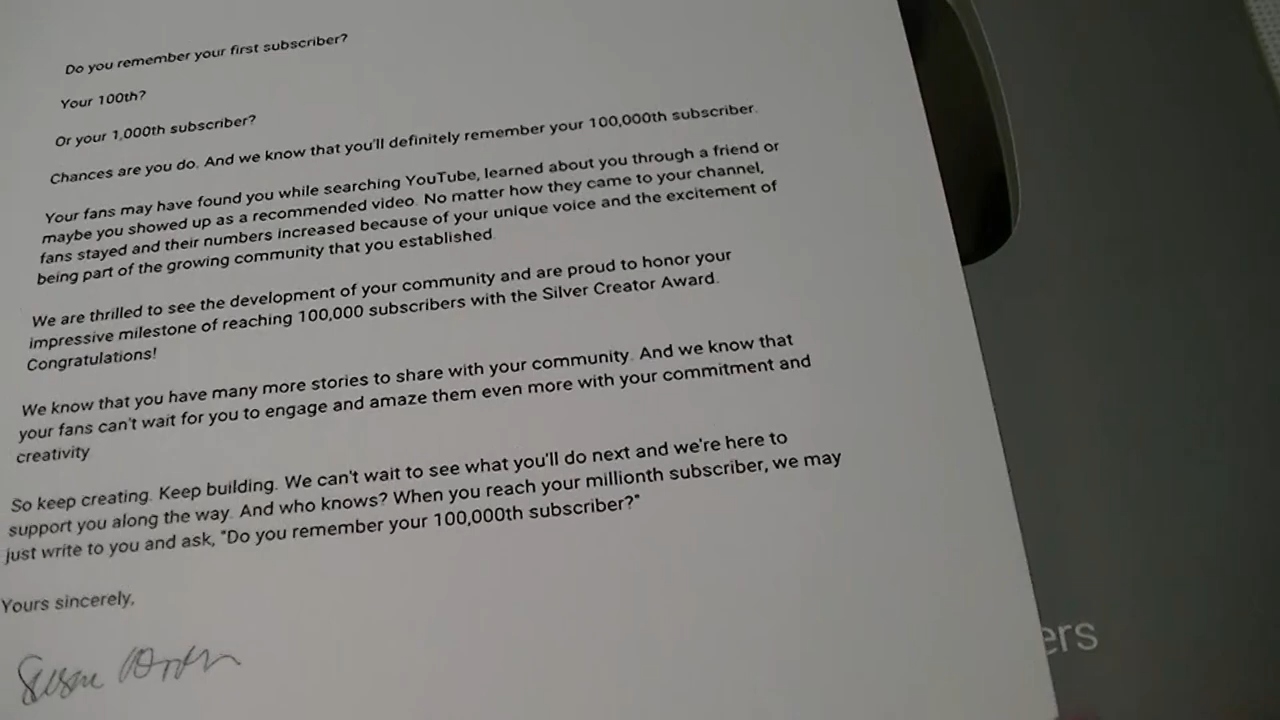 Do you remember your first subscriber?
Your 100th?
Or your 1,000th subscriber?
Chances are you do. And we know that you'll definitely remember your 100,000th subscriber.
Your fans may have found you while searching YouTube, learned about you through a friend or
maybe you showed up as a recommended video. No matter how they came to your channel,
fans stayed and their numbers increased because of your unique voice and the excitement of
being part of the growing community that you established.
We are thrilled to see the development of your community and are proud to honor your
impressive milestone of reaching 100,000 subscribers with the Silver Creator Award.
Congratulations!
We know that you have many more stories to share with your community. And we know that
your fans can't wait for you to engage and amaze them even more with your commitment and
creativity
So keep creating. Keep building. We can't wait to see what you'll do next and we're here to
support you along the way. And who knows? When you reach your millionth subscriber, we may
just write to you and ask, "Do you remember your 100,000th subscriber?"
Yours sincerely,
Susan
ers